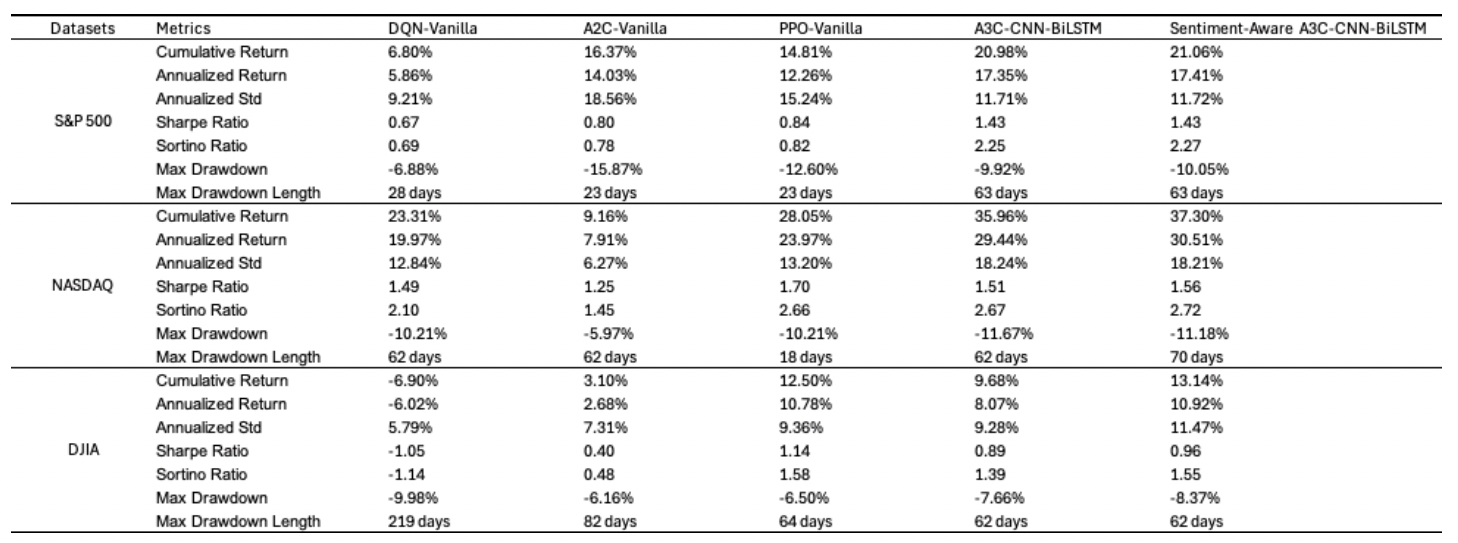 Datasets Metrics DQN-Vanilla A2C-Vanilla PPO-Vanilla A3C-CNN-BiLSTM Sentiment-Aware A3C-CNN-BiLSTM
Cumulative Return 6.80% 16.37% 14.81% 20.98% 21.06%
Annualized Return 5.86% 14.03% 12.26% 17.35% 17.41%
Annualized Std 9.21% 18.56% 15.24% 11.71% 11.72%
S&P 500 Sharpe Ratio 0.67 0.80 0.84 1.43 1.43
Sortino Ratio 0.69 0.78 0.82 2.25 2.27
Max Drawdown -6.88% -15.87% -12.60% -9.92% -10.05%
Max Drawdown Length 28 days 23 days 23 days 63 days 63 days
Cumulative Return 23.31% 9.16% 28.05% 35.96% 37.30%
Annualized Return 19.97% 7.91% 23.97% 29.44% 30.51%
Annualized Std 12.84% 6.27% 13.20% 18.24% 18.21%
NASDAQ Sharpe Ratio 1.49 1.25 1.70 1.51 1.56
Sortino Ratio 2.10 1.45 2.66 2.67 2.72
Max Drawdown -10.21% -5.97% -10.21% -11.67% -11.18%
Max Drawdown Length 62 days 62 days 18 days 62 days 70 days
Cumulative Return -6.90% 3.10% 12.50% 9.68% 13.14%
Annualized Return -6.02% 2.68% 10.78% 8.07% 10.92%
Annualized Std 5.79% 7.31% 9.36% 9.28% 11.47%
DJIA Sharpe Ratio -1.05 0.40 1.14 0.89 0.96
Sortino Ratio -1.14 0.48 1.58 1.39 1.55
Max Drawdown -9.98% -6.16% -6.50% -7.66% -8.37%
Max Drawdown Length 219 days 82 days 64 days 62 days 62 days